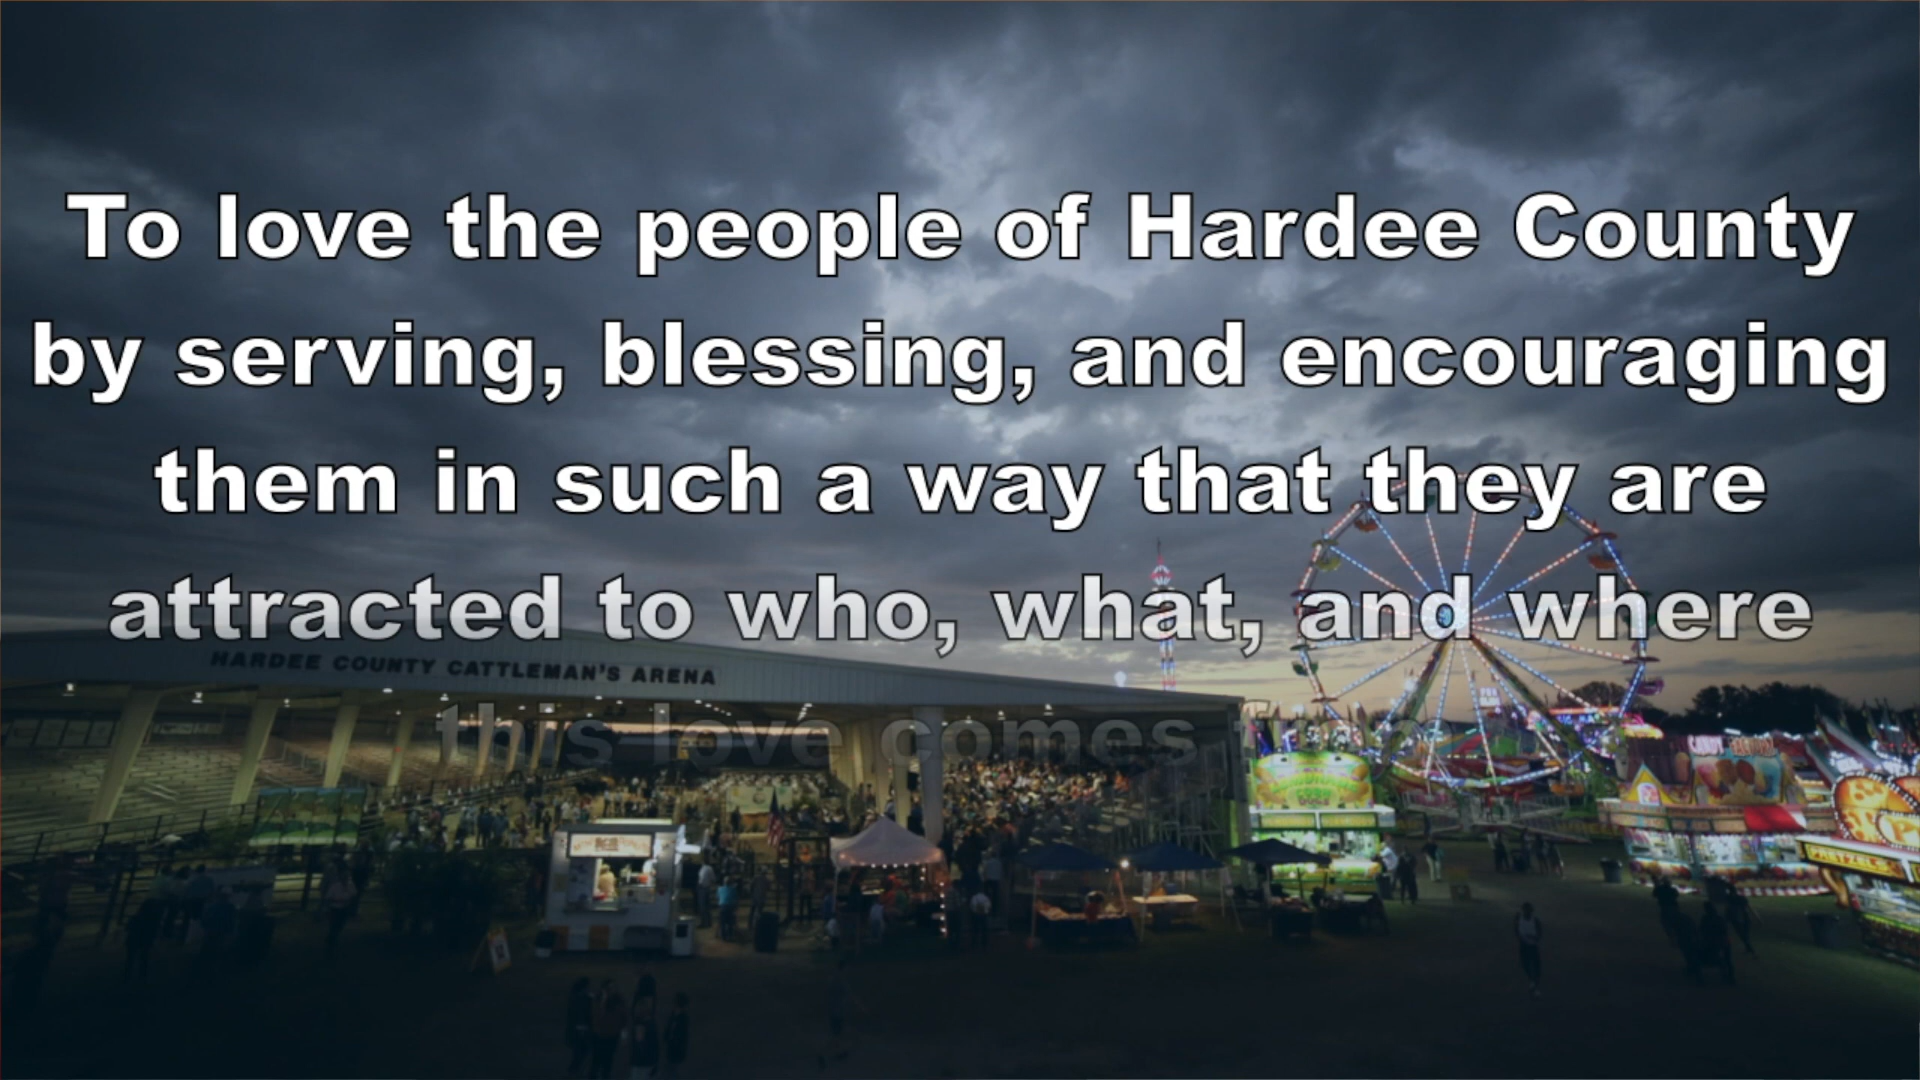 To love the people of Hardee County
by serving, blessing, and encouraging
them in such a way that they are
attracted to who, what, and where
HARDEE COUNTY CATTLEMAN'S ARENA
this love comes from